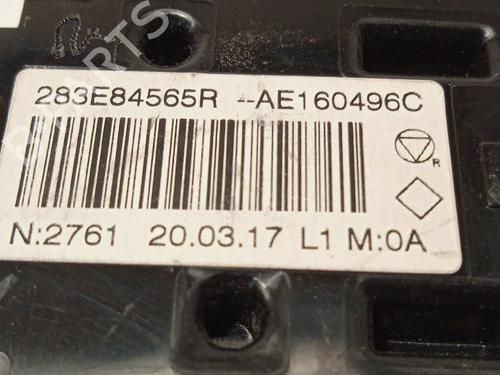 283E84565R --AE160496C
R
N:2761 20.03.17 L1 M:0A